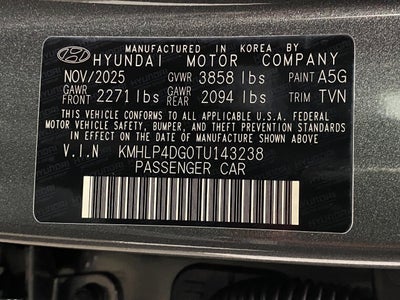 MANUFACTURED IN KOREA BY
HYUNDAI MOTOR COMPANY
NOV/2025 GVWR 3858 lbs PAINT A5G
GAWR FRONT 2271 lbs GAWR REAR 2094 lbs TRIM TVN
THIS VEHICLE CONFORMS TO ALL APPLICABLE U.S.A. FEDERAL
MOTOR VEHICLE SAFETY, BUMPER, AND THEFT PREVENTION STANDARDS
IN EFFECT ON THE DATE OF MANUFACTURE SHOWN ABOVE.
V.I.N KMHLP4DG0TU143238
PASSENGER CAR